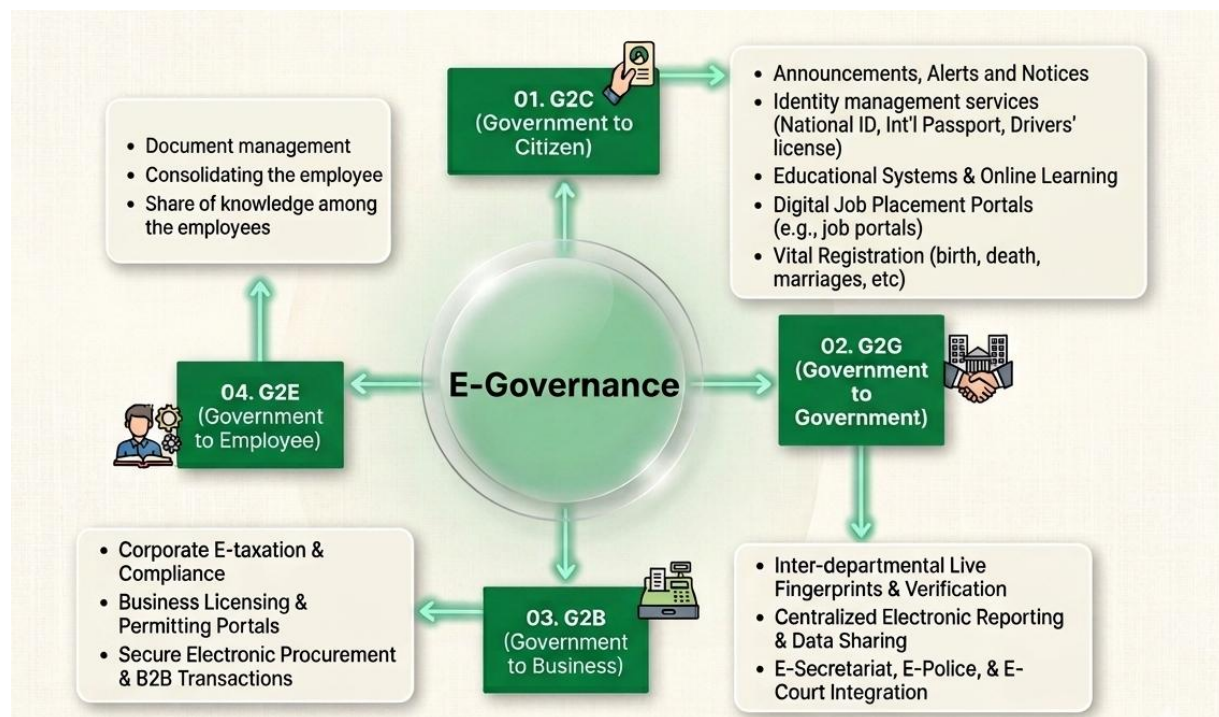 01. G2C
(Government to
Citizen)
• Announcements, Alerts and Notices
• Identity management services
(National ID, Int'l Passport, Drivers'
license)
• Educational Systems & Online Learning
• Digital Job Placement Portals
(e.g., job portals)
• Vital Registration (birth, death,
marriages, etc)
• Document management
• Consolidating the employee
• Share of knowledge among
the employees
E-Governance
02. G2G
(Government
to
Government)
04. G2E
(Government
to Employee)
• Corporate E-taxation &
Compliance
• Business Licensing &
Permitting Portals
• Secure Electronic Procurement
& B2B Transactions
03. G2B
(Government
to Business)
• Inter-departmental Live
Fingerprints & Verification
• Centralized Electronic Reporting
& Data Sharing
• E-Secretariat, E-Police, & E-
Court Integration